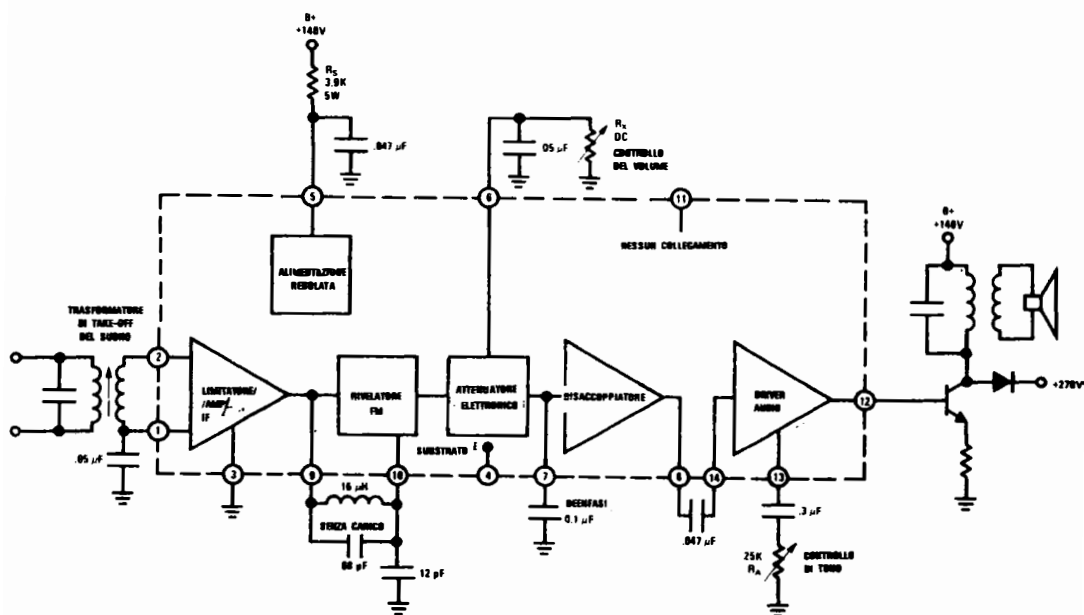 B+
+140V
RS
3.9K
5W
.047 µF
5
.05 µF
RX
DC
CONTROLLO
DEL VOLUME
6
11
NESSUN COLLEGAMENTO
ALIMENTAZIONE
REGOLATA
B+
+140V
+270V
TRASFORMATORE
DI TAKE-OFF
DEL SUONO
2
1
.05 µF
LIMITATORE/
/AMPL
IF
RIVELATORE
FM
ATTENUATORE
ELETTRONICO
DISACCOPPIATORE
DRIVER
AUDIO
12
SUBSTRATO
3
9
10
4
7
14
13
16 µH
SENZA CARICO
68 pF
12 pF
DEENFASI
0.1 µF
.047 µF
.3 µF
25K
RA
CONTROLLO
DI TONO